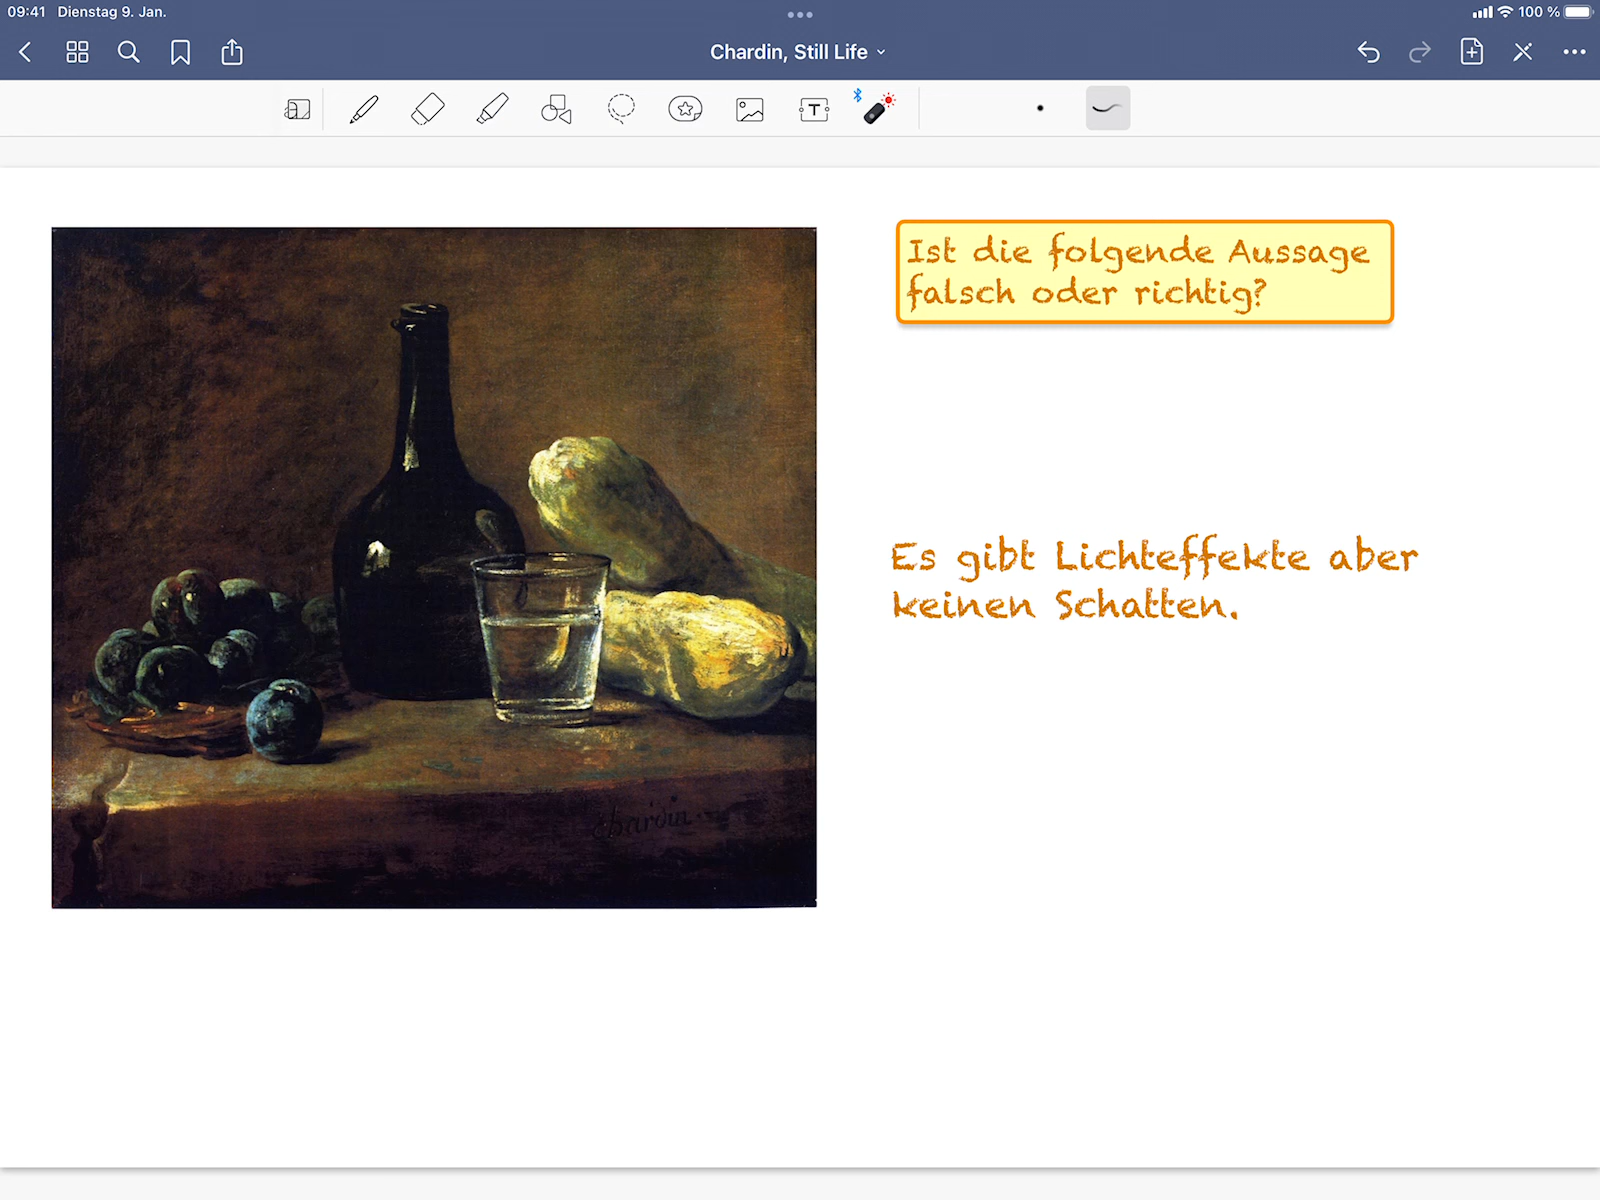 09:41 Dienstag 9. Jan.
100 %
Chardin, Still Life
a
T
Ist die folgende Aussage
falsch oder richtig?
Es gibt Lichteffekte aber
keinen Schatten.
chardin